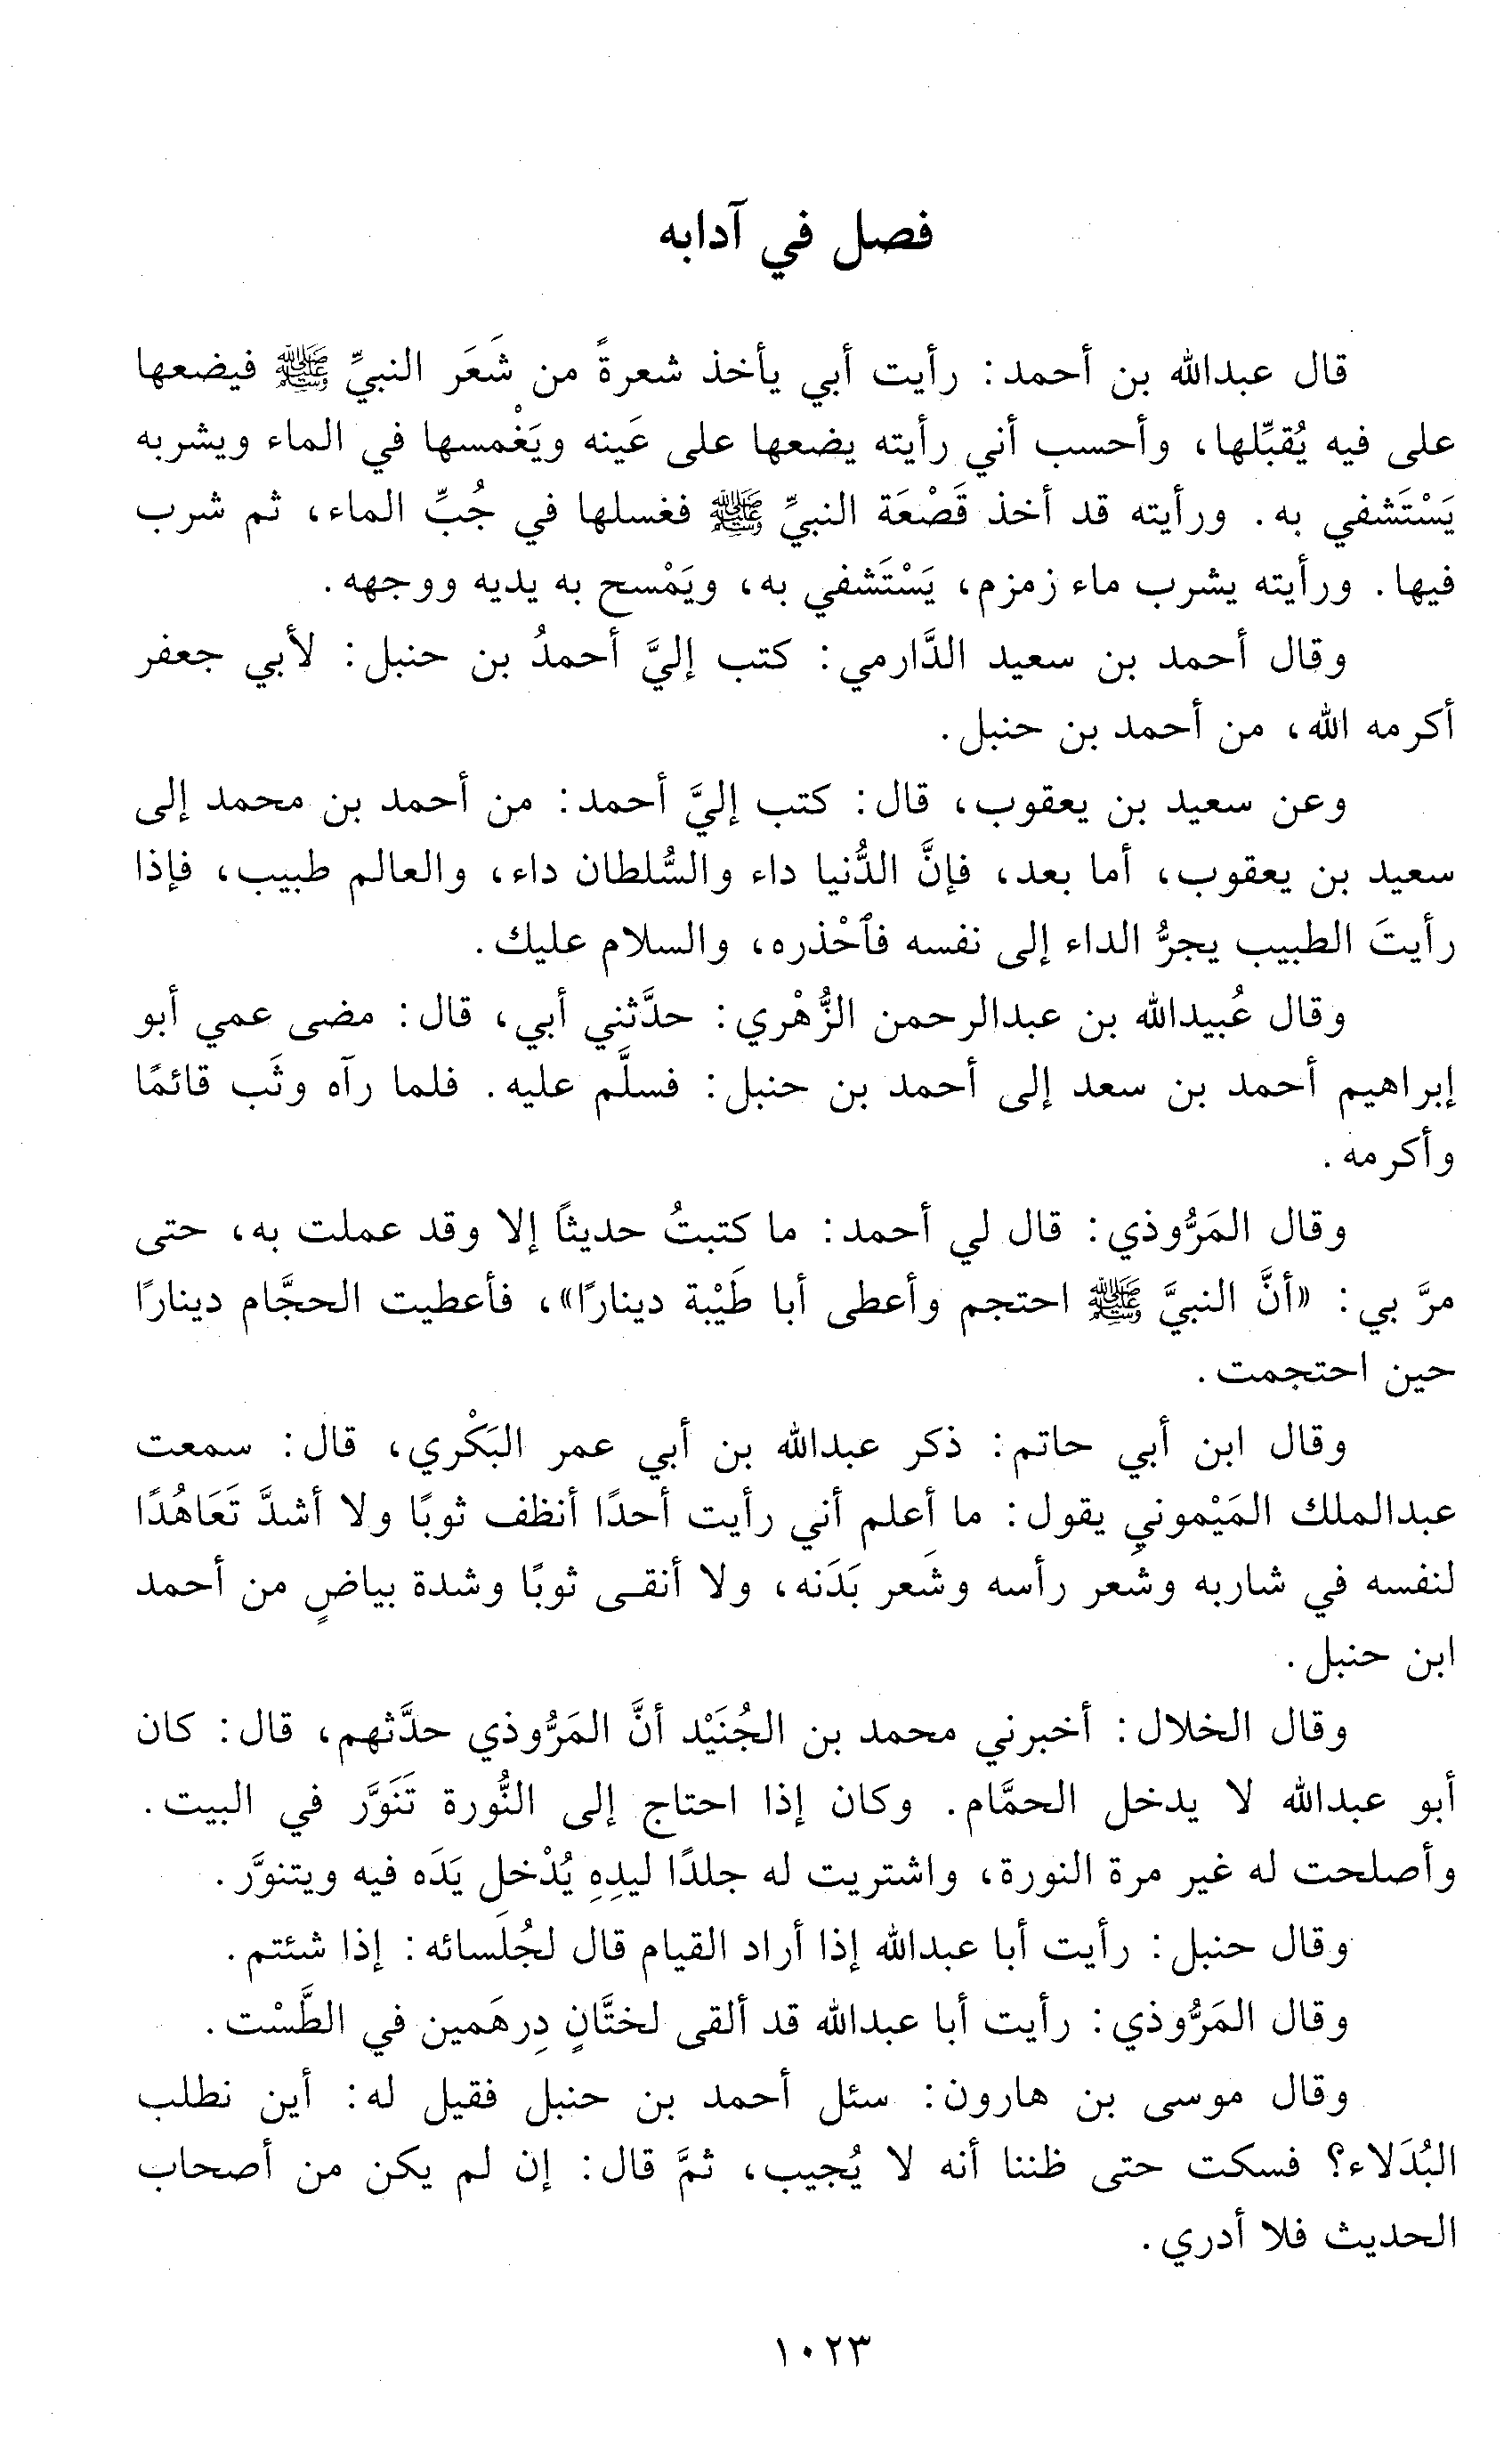 فصل في آدابه
قال عبدالله بن أحمد: رأيت أبي يأخذ شعرةً من شَعَر النبيِّ ﷺ فيضعها
على فيه يُقبِّلها، وأحسب أني رأيته يضعها على عَينه ويَغْمسها في الماء ويشربه
يَسْتَشفي به. ورأيته قد أخذ قَصْعَة النبيِّ ﷺ فغسلها في جُبِّ الماء، ثم شرب
فيها. ورأيته يشرب ماء زمزم، يَسْتَشفي به، ويَمْسح به يديه ووجهه.
وقال أحمد بن سعيد الدَّارمي: كتب إليَّ أحمدُ بن حنبل: لأبي جعفر
أكرمه الله، من أحمد بن حنبل.
وعن سعيد بن يعقوب، قال: كتب إليَّ أحمد: من أحمد بن محمد إلى
سعيد بن يعقوب، أما بعد، فإنَّ الدُّنيا داء والسُّلطان داء، والعالم طبيب، فإذا
رأيتَ الطبيب يجرُّ الداء إلى نفسه فٱحْذره، والسلام عليك.
وقال عُبيدالله بن عبدالرحمن الزُّهْري: حدَّثني أبي، قال: مضى عمي أبو
إبراهيم أحمد بن سعد إلى أحمد بن حنبل: فسلَّم عليه. فلما رآه وثَب قائمًا
وأكرمه.
وقال المَرُّوذي: قال لي أحمد: ما كتبتُ حديثاً إلا وقد عملت به، حتى
مرَّ بي: «أنَّ النبيَّ ﷺ احتجم وأعطى أبا طَيْبة دينارًا»، فأعطيت الحجَّام دينارًا
حين احتجمت.
وقال ابن أبي حاتم: ذكر عبدالله بن أبي عمر البَكْري، قال: سمعت
عبدالملك المَيْموني يقول: ما أعلم أني رأيت أحدًا أنظف ثوبًا ولا أشدَّ تَعَاهُدًا
لنفسه في شاربه وشَعر رأسه وشَعر بَدَنه، ولا أنقى ثوبًا وشدة بياضٍ من أحمد
ابن حنبل.
وقال الخلال: أخبرني محمد بن الجُنَيْد أنَّ المَرُّوذي حدَّثهم، قال: كان
أبو عبدالله لا يدخل الحمَّام. وكان إذا احتاج إلى النُّورة تَنَوَّر في البيت.
وأصلحت له غير مرة النورة، واشتريت له جلدًا ليدِهِ يُدْخل يَدَه فيه ويتنوَّر.
وقال حنبل: رأيت أبا عبدالله إذا أراد القيام قال لجُلَسائه: إذا شئتم.
وقال المَرُّوذي: رأيت أبا عبدالله قد ألقى لختَّانٍ دِرهَمين في الطَّسْت.
وقال موسى بن هارون: سئل أحمد بن حنبل فقيل له: أين نطلب
البُدَلاء؟ فسكت حتى ظننا أنه لا يُجيب، ثمَّ قال: إن لم يكن من أصحاب
الحديث فلا أدري.
١٠٢٣